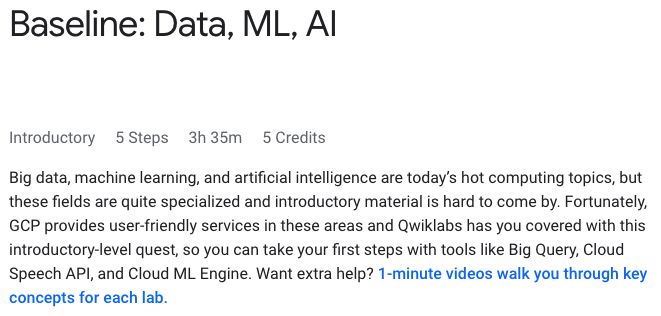 Baseline: Data, ML, AI
Introductory 5 Steps 3h 35m 5 Credits
Big data, machine learning, and artificial intelligence are today's hot computing topics, but
these fields are quite specialized and introductory material is hard to come by. Fortunately,
GCP provides user-friendly services in these areas and Qwiklabs has you covered with this
introductory-level quest, so you can take your first steps with tools like Big Query, Cloud
Speech API, and Cloud ML Engine. Want extra help? 1-minute videos walk you through key
concepts for each lab.